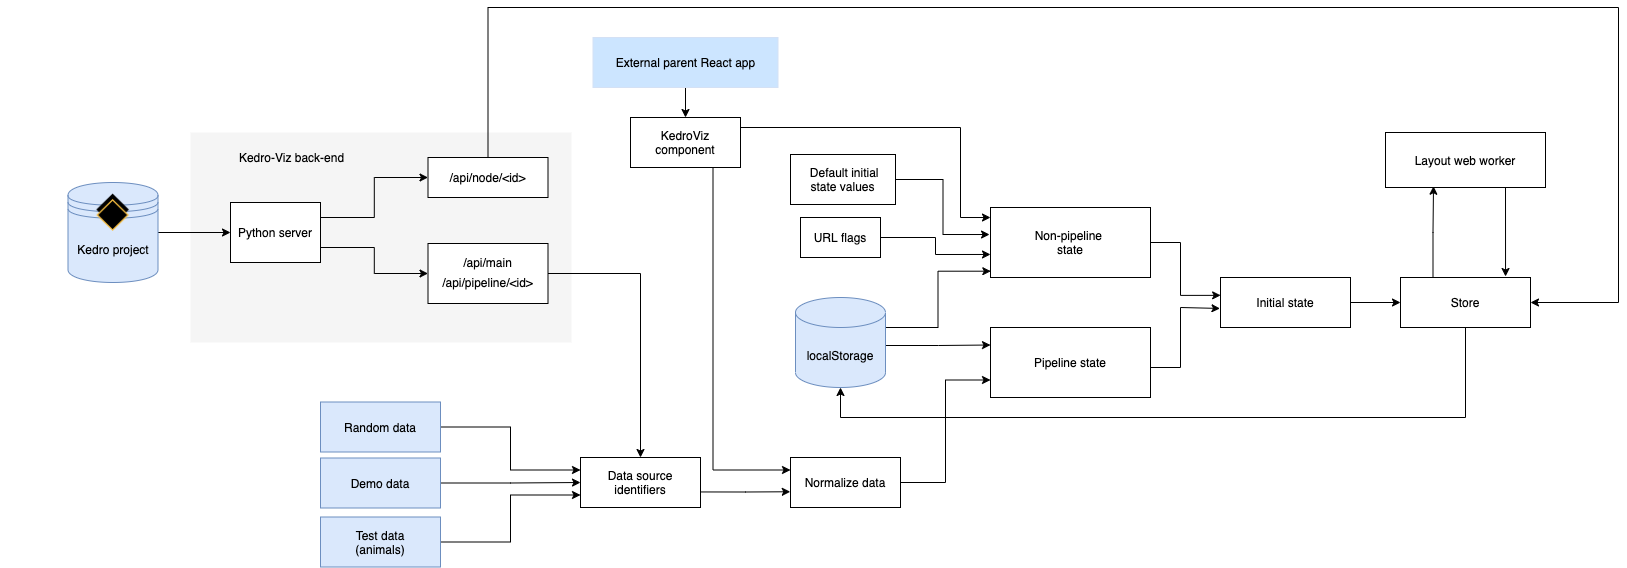 External parent React app
KedroViz
component
Kedro-Viz back-end
/api/node/<id>
Default initial
state values
Layout web worker
Kedro project
Python server
/api/main
/api/pipeline/<id>
URL flags
Non-pipeline
state
Initial state
Store
localStorage
Pipeline state
Random data
Demo data
Test data
(animals)
Data source
identifiers
Normalize data